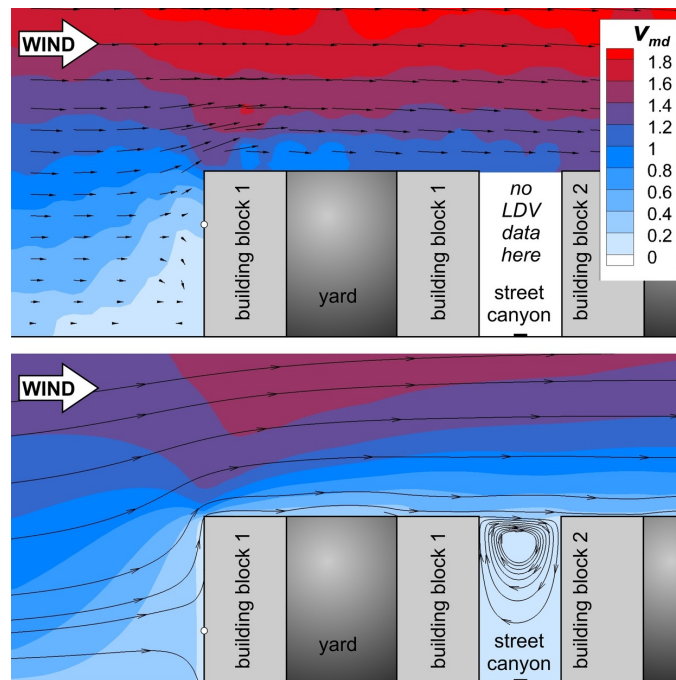 WIND
v md
1.8
1.6
1.4
1.2
1
0.8
0.6
0.4
0.2
0
building block 1
yard
building block 1
no
LDV
data
here
street
canyon
building block 2
WIND
building block 1
yard
building block 1
street
canyon
building block 2